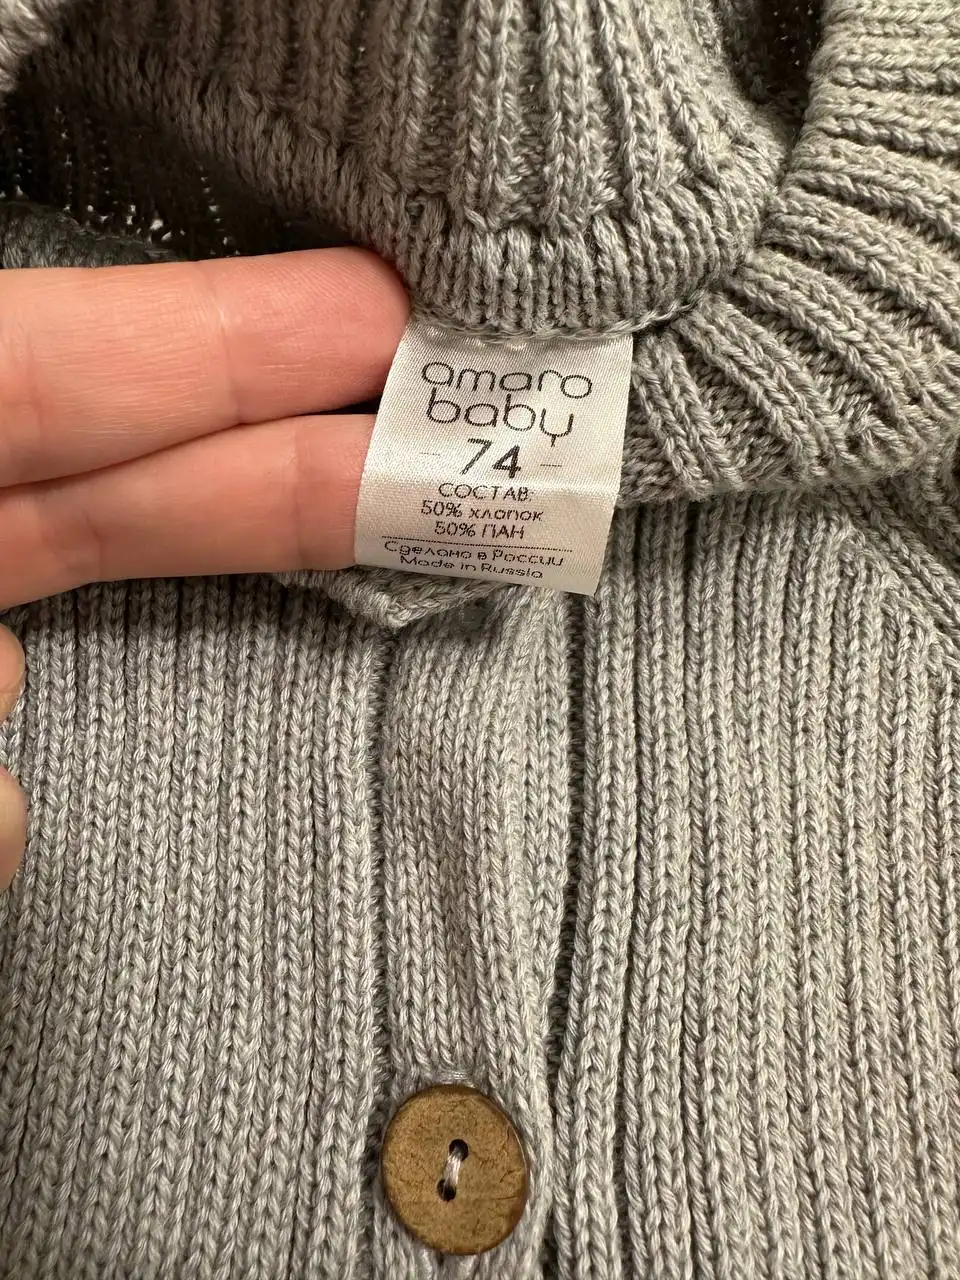 amaro
baby
74
СОСТАВ:
50% хлопок
50% ПАН
Сделано в России
Made in Russia